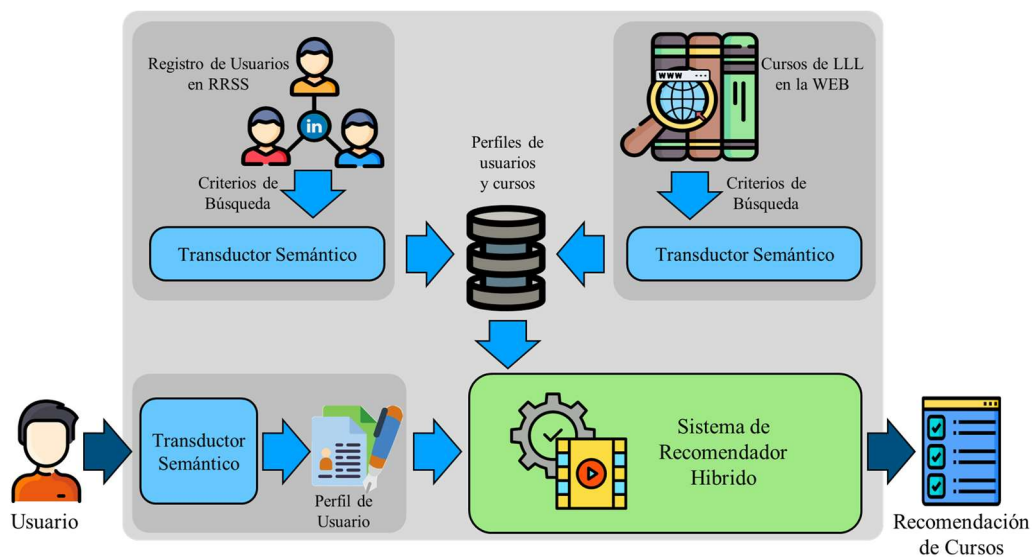 Registro de Usuarios
en RRSS
in
Criterios de
Búsqueda
Transductor Semántico
Perfiles de
usuarios
y cursos
WWW
Cursos de LLL
en la WEB
Criterios de
Búsqueda
Transductor Semántico
Usuario
Transductor
Semántico
Perfil de
Usuario
Sistema de
Recomendador
Hibrido
Recomendación
de Cursos